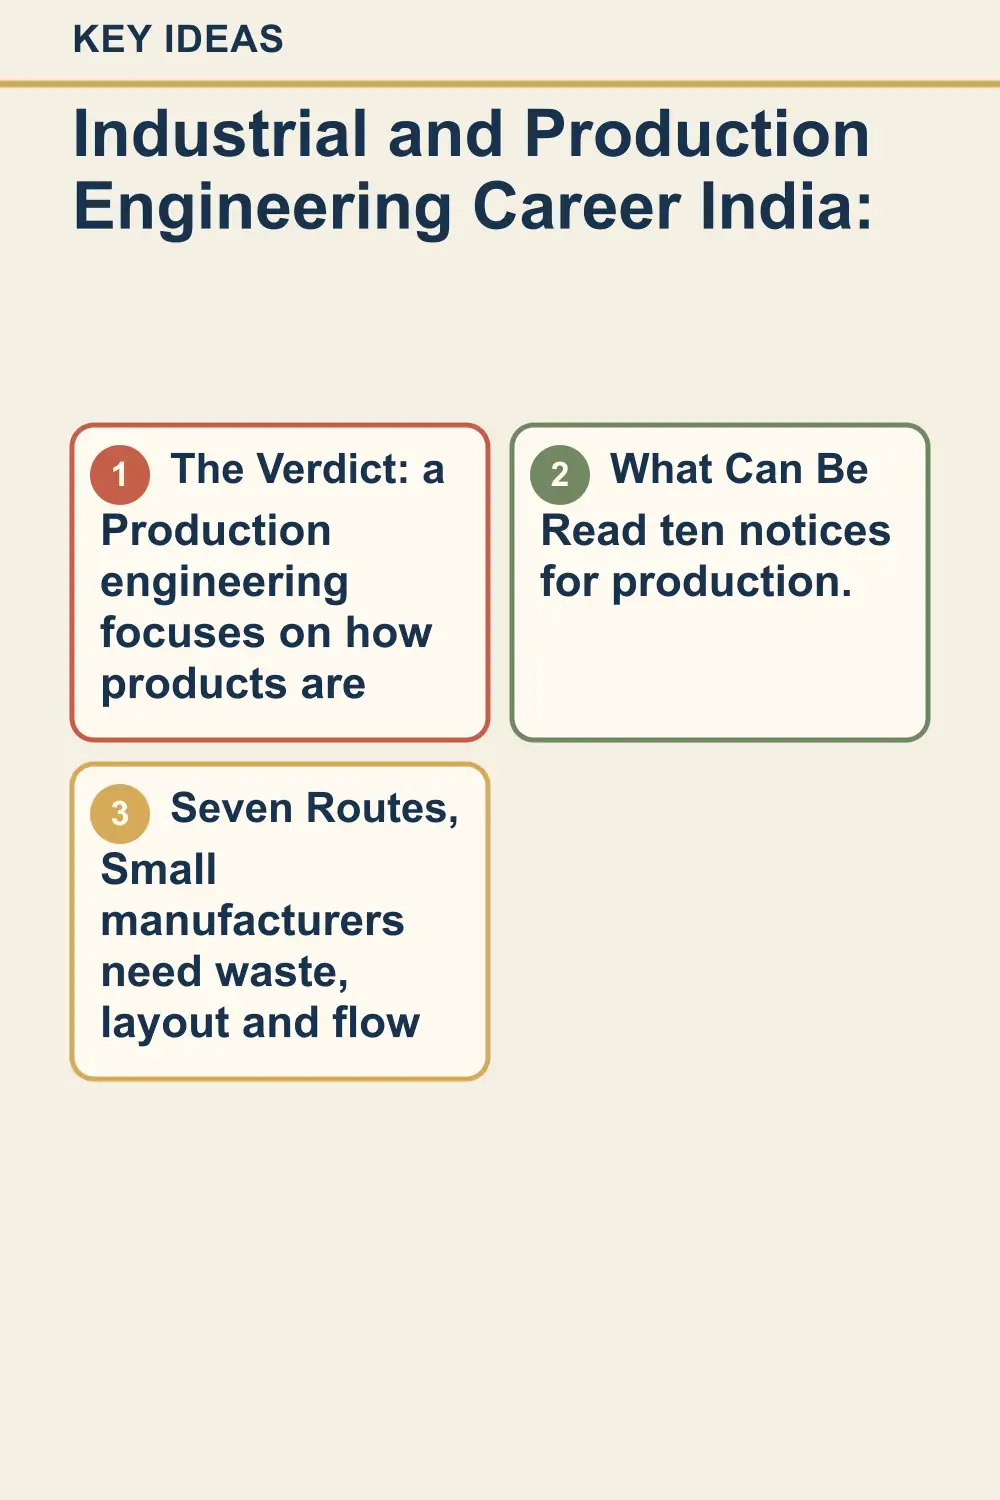 KEY IDEAS
Industrial and Production
Engineering Career India:
1 The Verdict: a
Production
engineering
focuses on how
products are
2 What Can Be
Read ten notices
for production.
3 Seven Routes,
Small
manufacturers
need waste,
layout and flow